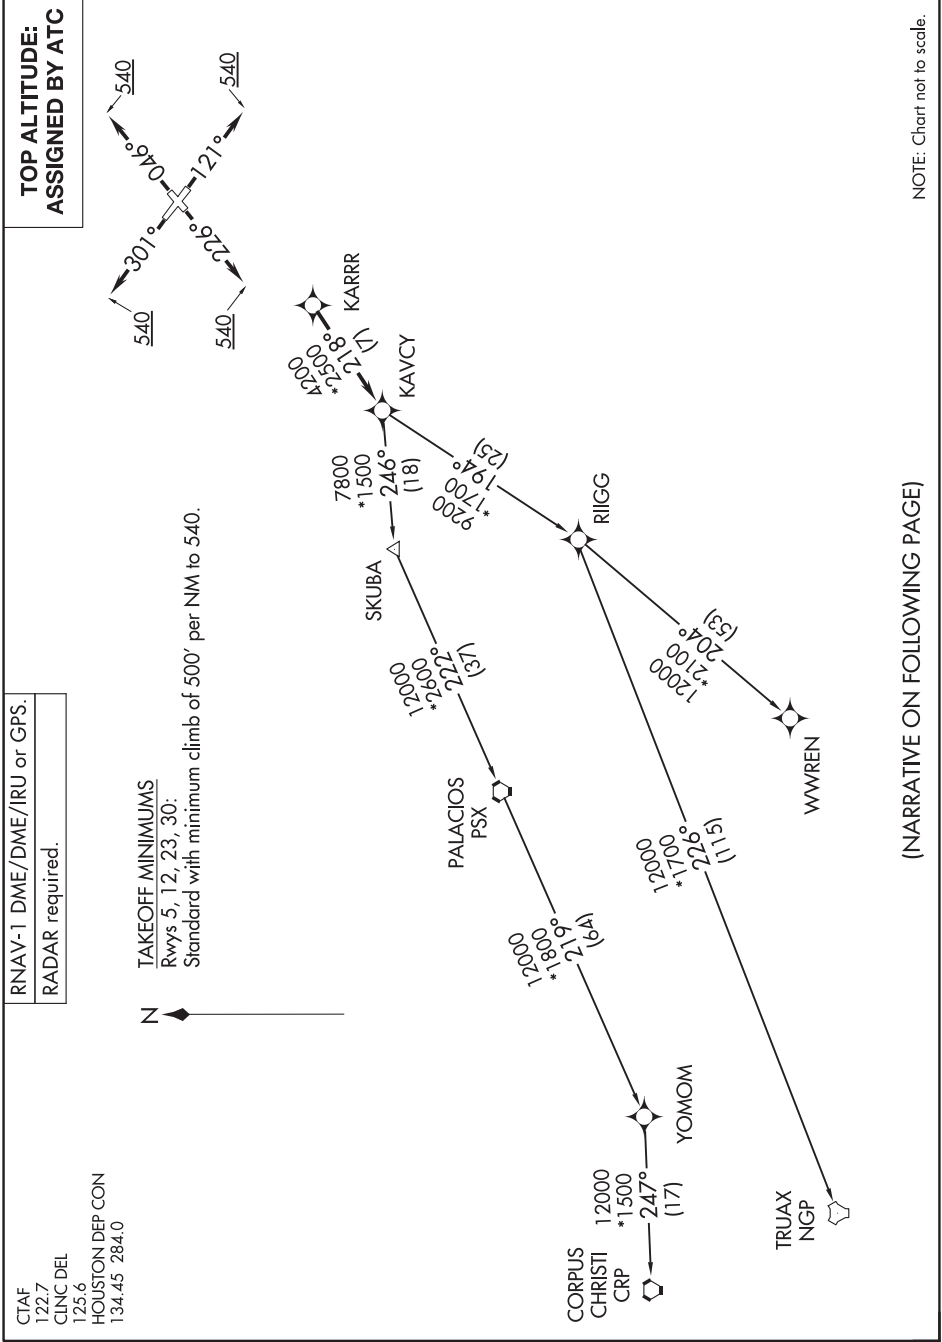 CTAF
122.7
CLNC DEL
125.6
HOUSTON DEP CON
134.45 284.0
RNAV-1 DME/DME/IRU or GPS.
RADAR required.
TOP ALTITUDE:
ASSIGNED BY ATC
TAKEOFF MINIMUMS
Rwys 5, 12, 23, 30:
Standard with minimum climb of 500' per NM to 540.
N
540
301°
540
046°
540
226°
540
121°
KARRR
4200
*2500
218°
(7)
KAVCY
7800
*1500
246°
(18)
SKUBA
9200
*1700
194°
(25)
RIIGG
12000
*2600
222°
(37)
PALACIOS
PSX
12000
*1800
219°
(64)
YOMOM
12000
*1500
247°
(17)
CORPUS
CHRISTI
CRP
12000
*2100
204°
(53)
WWREN
12000
*1700
226°
(115)
TRUAX
NGP
(NARRATIVE ON FOLLOWING PAGE)
NOTE: Chart not to scale.